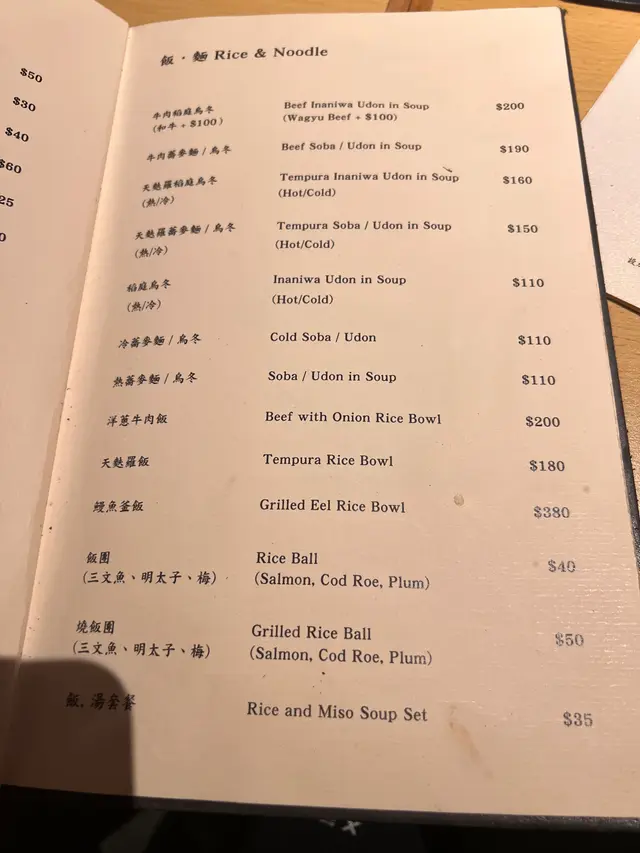 $50
$30
$40
$60
25
0
飯・麵 Rice & Noodle
牛肉稻庭烏冬 Beef Inaniwa Udon in Soup $200
(和牛 + $100) (Wagyu Beef + $100)
牛肉蕎麥麵 / 烏冬 Beef Soba / Udon in Soup $190
天麩羅稻庭烏冬 Tempura Inaniwa Udon in Soup $160
(熱/冷) (Hot/Cold)
天麩羅蕎麥麵 / 烏冬 Tempura Soba / Udon in Soup $150
(熱/冷) (Hot/Cold)
稻庭烏冬 Inaniwa Udon in Soup $110
(熱/冷) (Hot/Cold)
冷蕎麥麵 / 烏冬 Cold Soba / Udon $110
熱蕎麥麵 / 烏冬 Soba / Udon in Soup $110
洋蔥牛肉飯 Beef with Onion Rice Bowl $200
天麩羅飯 Tempura Rice Bowl $180
鰻魚釜飯 Grilled Eel Rice Bowl $380
飯團 Rice Ball $40
(三文魚、明太子、梅) (Salmon, Cod Roe, Plum)
燒飯團 Grilled Rice Ball $50
(三文魚、明太子、梅) (Salmon, Cod Roe, Plum)
飯, 湯套餐 Rice and Miso Soup Set $35